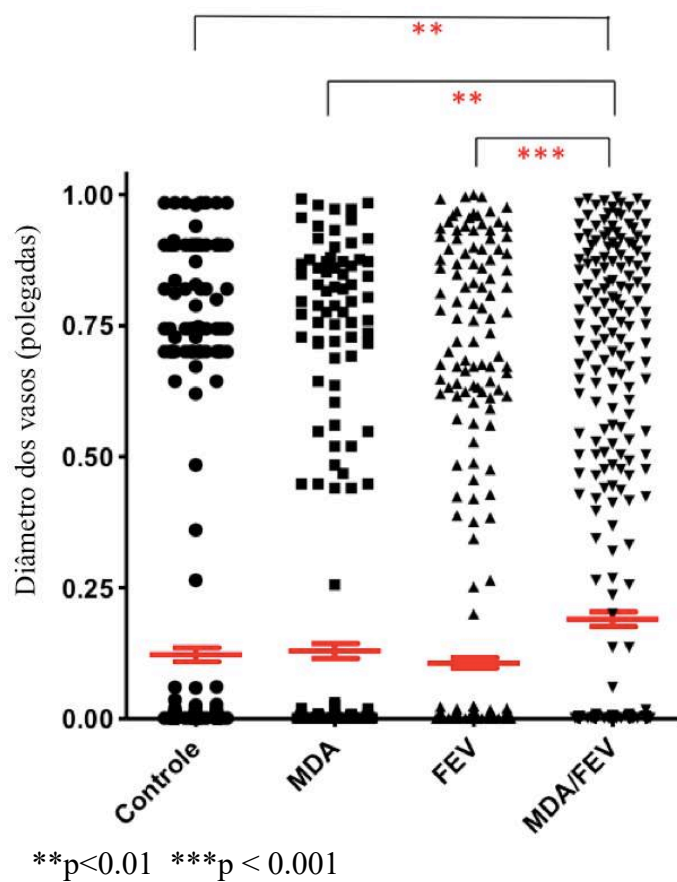 **
**
***
1.00
0.75
0.50
0.25
0.00
Diâmetro dos vasos (polegadas)
Controle
MDA
FEV
MDA/FEV
**p<0.01 ***p < 0.001